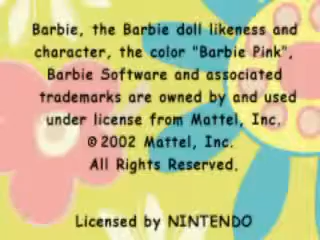 Barbie, the Barbie doll likeness and
character, the color "Barbie Pink",
Barbie Software and associated
trademarks are owned by and used
under license from Mattel, Inc.
©2002 Mattel, Inc.
All Rights Reserved.
Licensed by NINTENDO